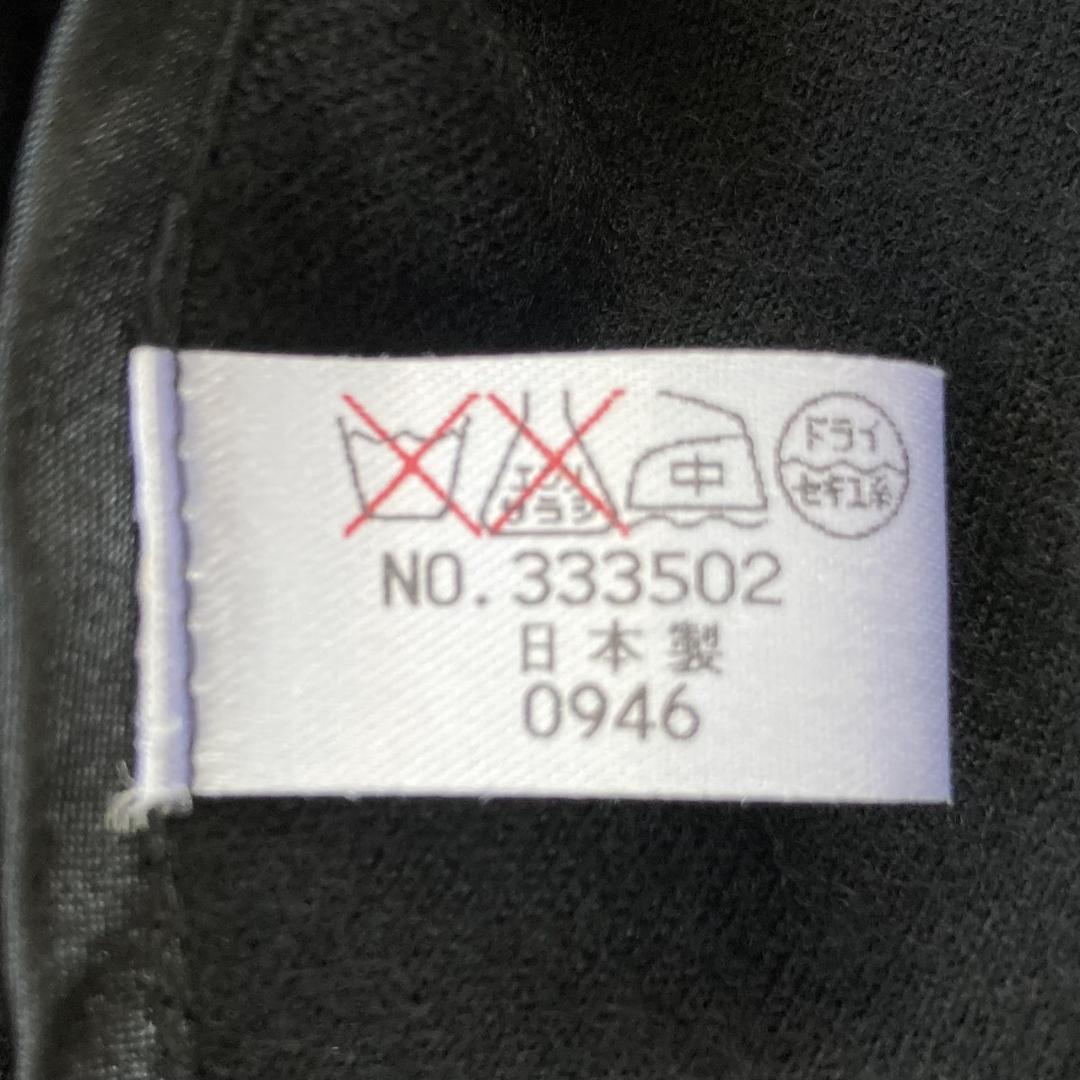 エンソ サラシ
中
ドライ
セキユ系
NO. 333502
日本製
0946